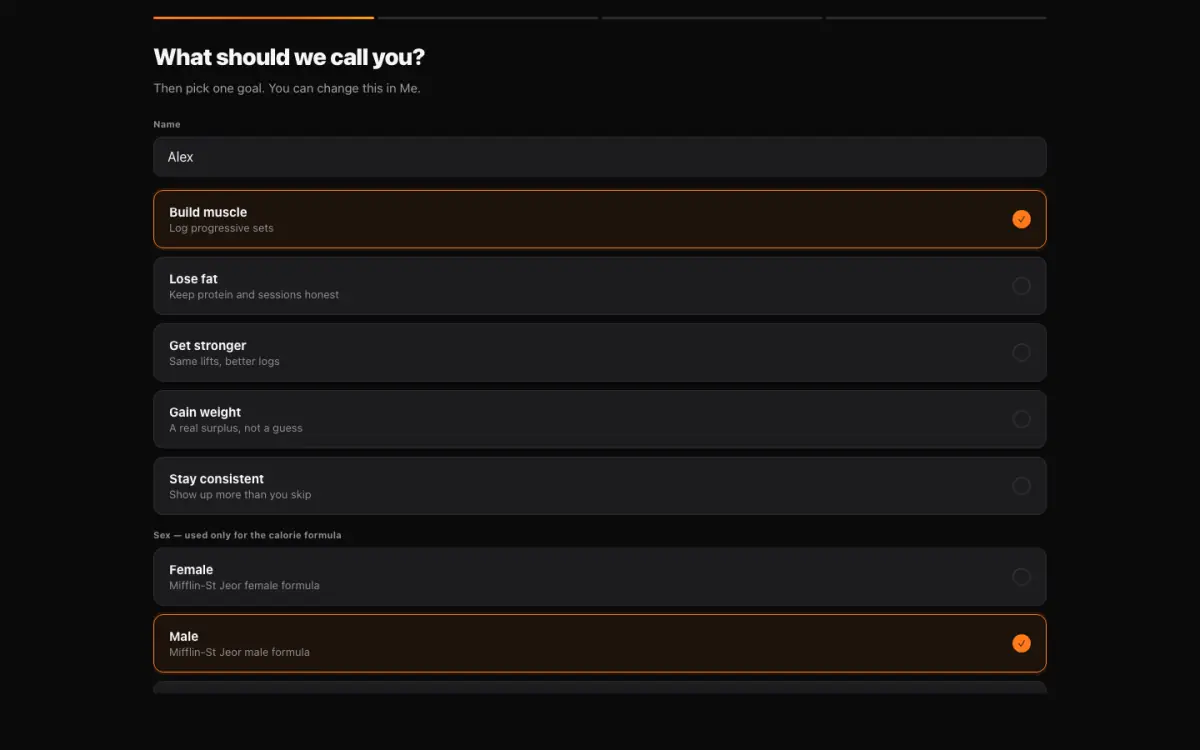 What should we call you?
Then pick one goal. You can change this in Me.
Name
Alex
Build muscle
Log progressive sets
Lose fat
Keep protein and sessions honest
Get stronger
Same lifts, better logs
Gain weight
A real surplus, not a guess
Stay consistent
Show up more than you skip
Sex — used only for the calorie formula
Female
Mifflin-St Jeor female formula
Male
Mifflin-St Jeor male formula